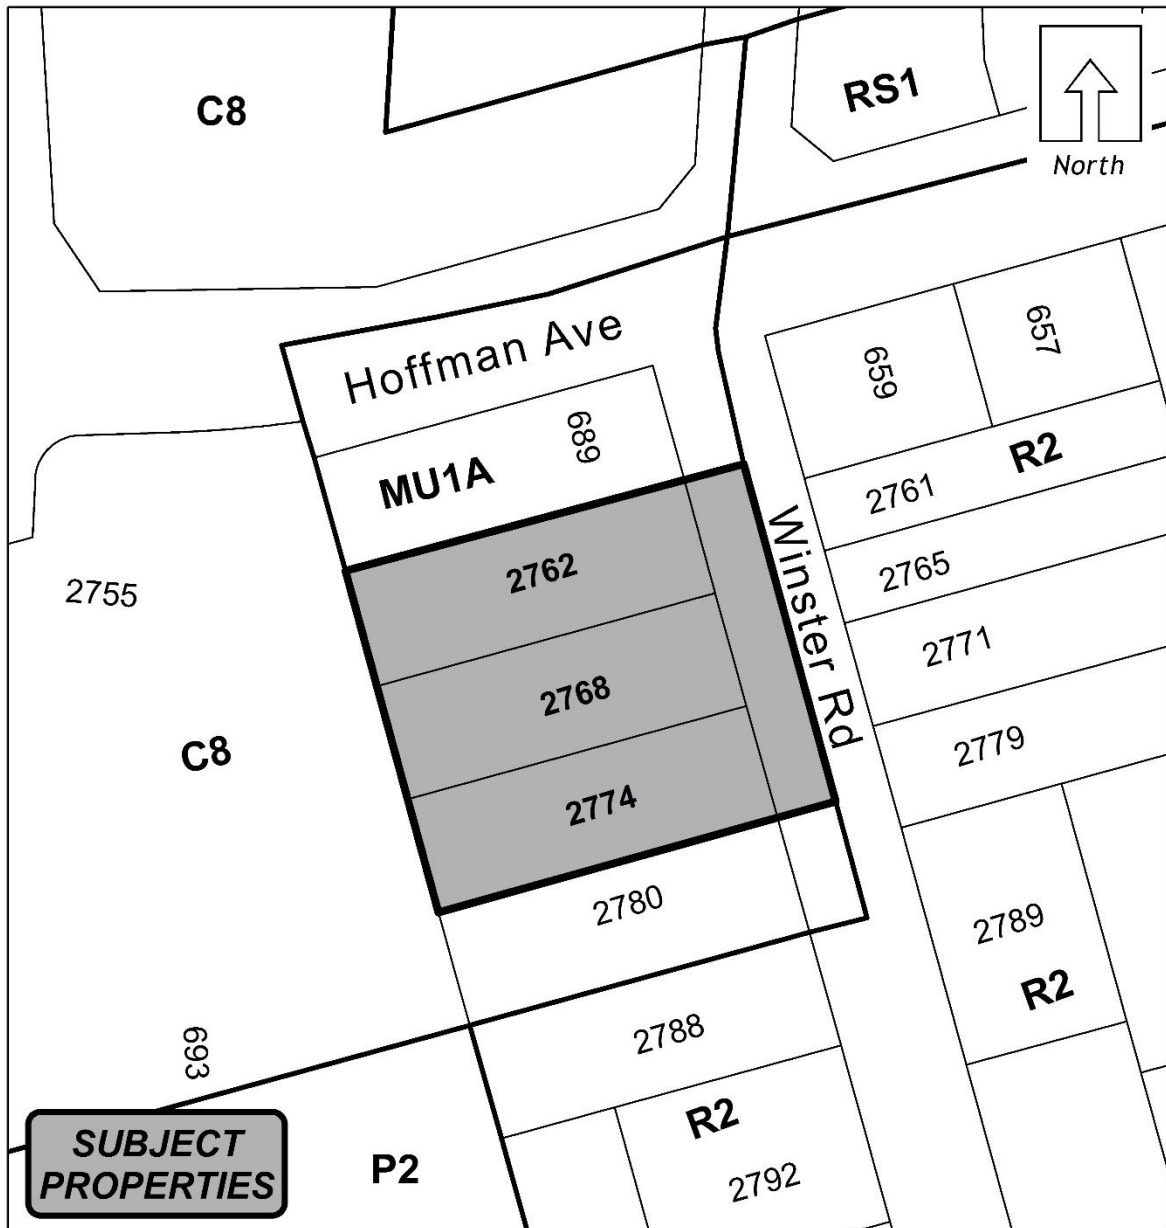 C8
RS1
North
Hoffman Ave
657
659
689
MU1A
R2
2761
2762
2765
2755
Winster Rd
2771
2768
C8
2779
2774
2780
2789
R2
2788
693
R2
P2
2792
SUBJECT
PROPERTIES